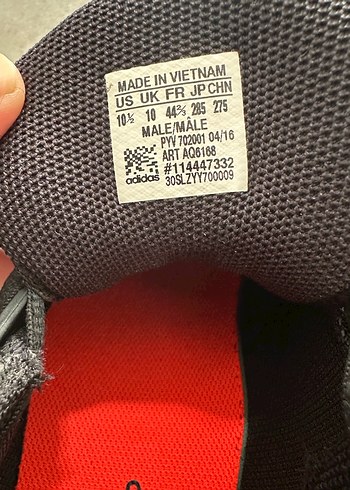 MADE IN VIETNAM
US UK FR JP CHN
10½ 10 44⅔ 285 275
MALE/MÂLE
PYV 702001 04/16
ART AQ6168
#114447332
adidas 30SLZYY700009